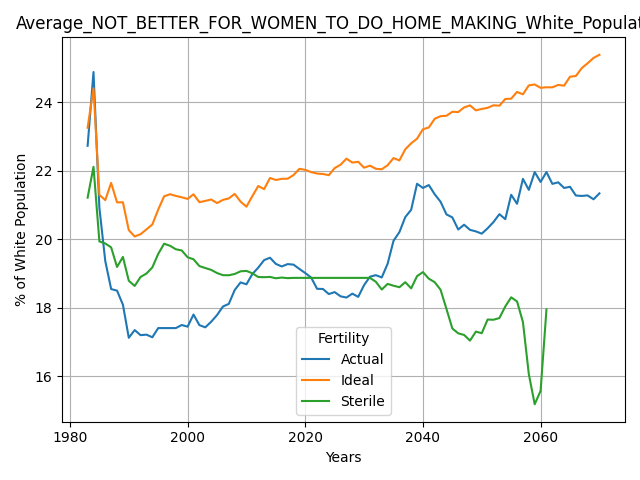 Average_NOT_BETTER_FOR_WOMEN_TO_DO_HOME_MAKING_White_Populat
% of White Population
24
22
20
18
16
Fertility
Actual
Ideal
Sterile
1980
2000
2020
2040
2060
Years